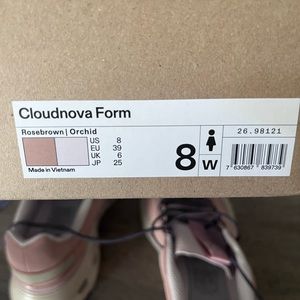 Cloudnova Form
Rosebrown | Orchid
US 8
EU 39
UK 6
JP 25
Made in Vietnam
8 W
26.98121
7 630867 839739